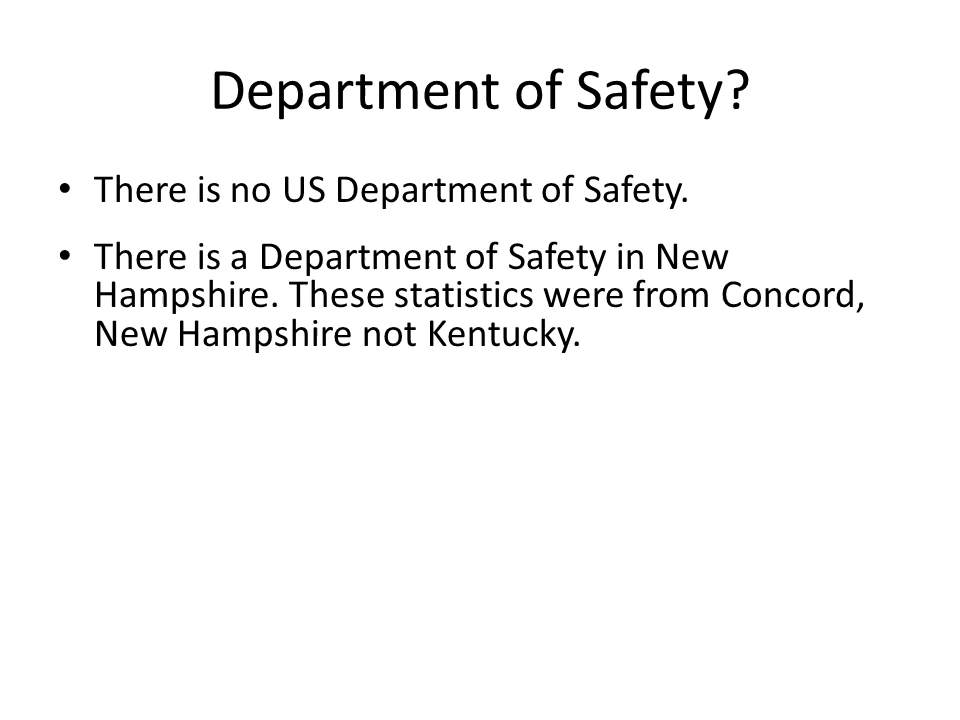 Department of Safety?
• There is no US Department of Safety.
• There is a Department of Safety in New
Hampshire. These statistics were from Concord,
New Hampshire not Kentucky.